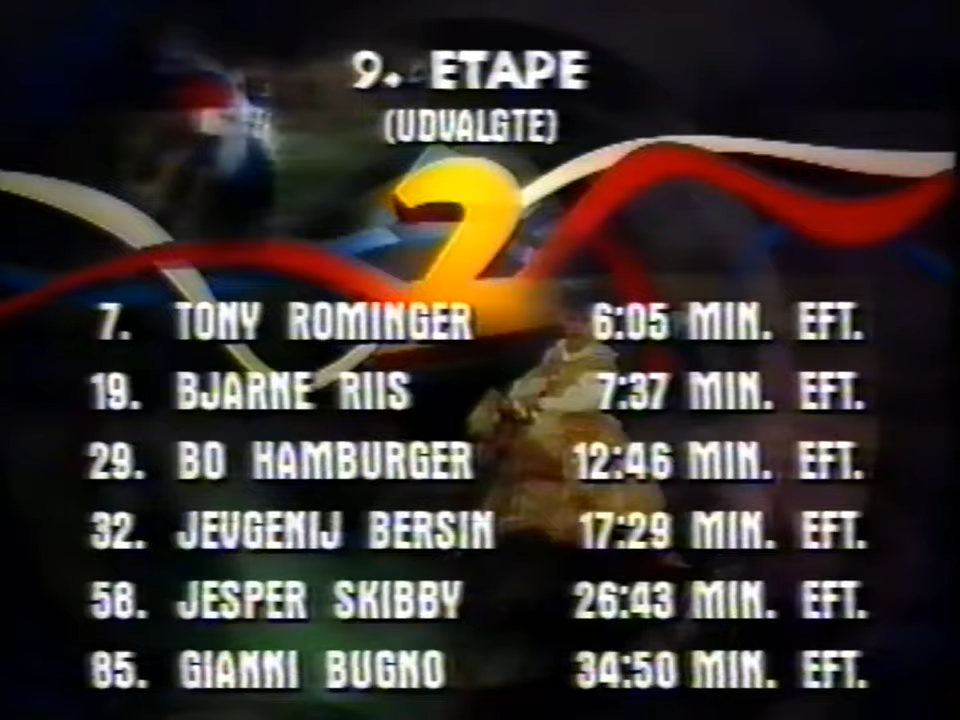 9. ETAPE
(UDVALGTE)
2
7. TONY ROMINGER 6:05 MIN. EFT.
19. BJARNE RIIS 7:37 MIN. EFT.
29. BO HAMBURGER 12:46 MIN. EFT.
32. JEVGENIJ BERSIN 17:29 MIN. EFT.
58. JESPER SKIBBY 26:43 MIN. EFT.
85. GIANNI BUGNO 34:50 MIN. EFT.